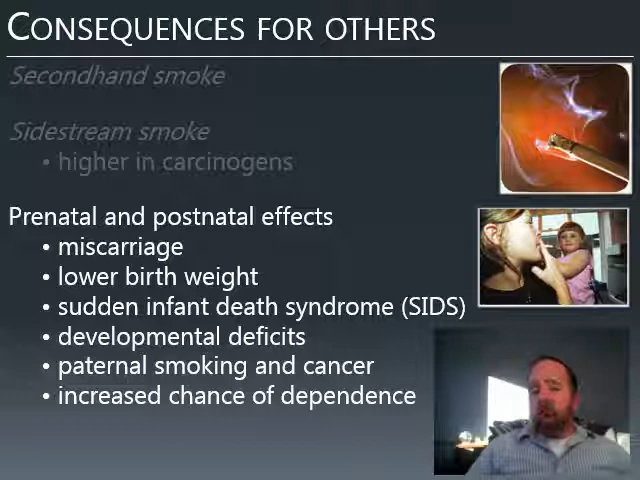 CONSEQUENCES FOR OTHERS
Secondhand smoke
Sidestream smoke
• higher in carcinogens
Prenatal and postnatal effects
• miscarriage
• lower birth weight
• sudden infant death syndrome (SIDS)
• developmental deficits
• paternal smoking and cancer
• increased chance of dependence